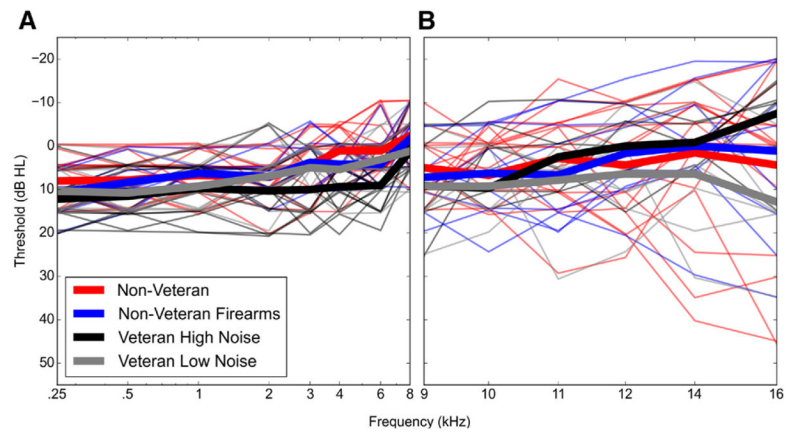 A
B
−25
−20
−10
0
10
20
30
40
50
Threshold (dB HL)
Non-Veteran
Non-Veteran Firearms
Veteran High Noise
Veteran Low Noise
.25 .5 1 2 3 4 6 8
9 10 11 12 14 16
Frequency (kHz)